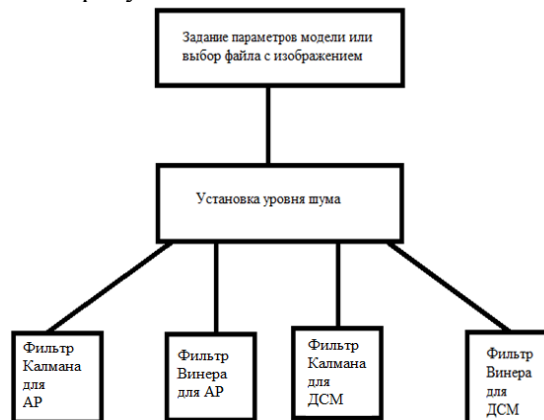 Задание параметров модели или
выбор файла с изображением
Установка уровня шума
Фильтр
Калмана
для
АР
Фильтр
Винера
для АР
Фильтр
Калмана
для
ДСМ
Фильтр
Винера
для
ДСМ